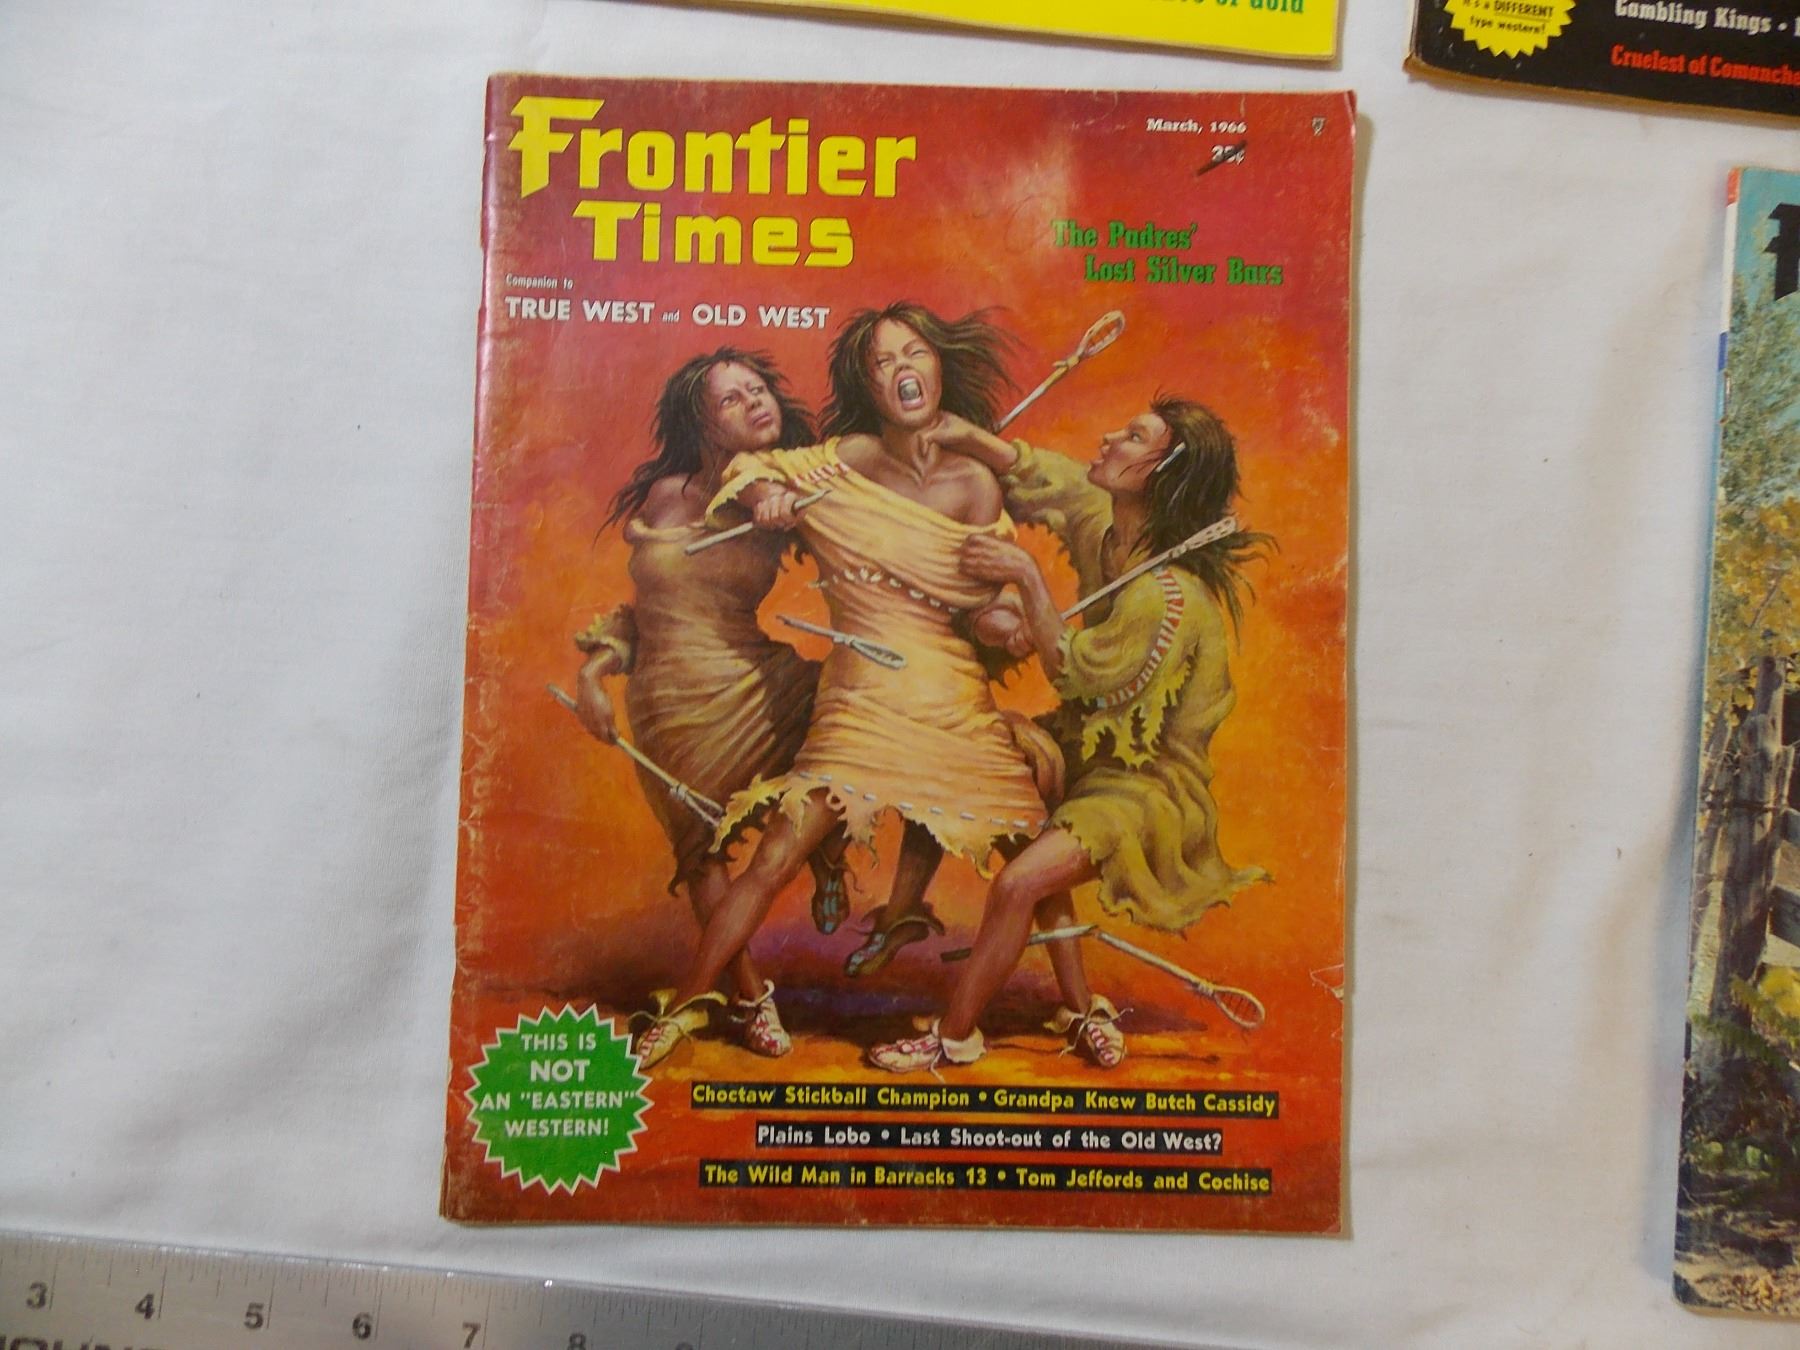 of Gold
It's a DIFFERENT
type western!
Gambling Kings •
Cruelest of Comanche
Frontier
Times
March, 1966
35¢
The Padres'
Lost Silver Bars
Companion to
TRUE WEST and OLD WEST
THIS IS
NOT
AN "EASTERN"
WESTERN!
Choctaw Stickball Champion • Grandpa Knew Butch Cassidy
Plains Lobo • Last Shoot-out of the Old West?
The Wild Man in Barracks 13 • Tom Jeffords and Cochise
3 4 5 6 7 8